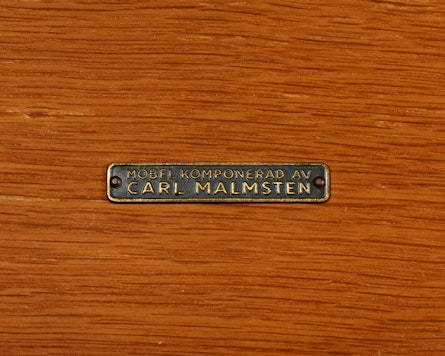 MÖBEL KOMPONERAD AV
CARL MALMSTEN